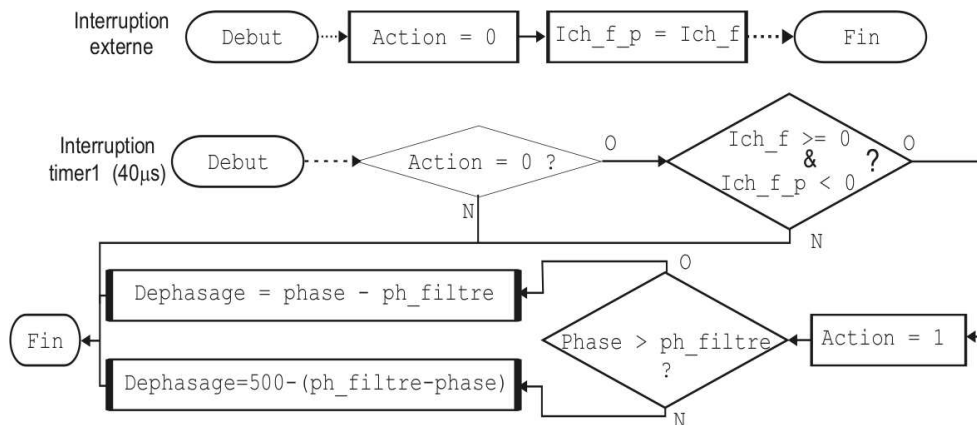 Interruption
externe
Debut
Action = 0
Ich_f_p = Ich_f
Fin
Interruption
timer1 (40µs)
Debut
Action = 0 ?
O
N
Ich_f >= 0
&
?
Ich_f_p < 0
O
N
Dephasage = phase - ph_filtre
O
Fin
Phase > ph_filtre
?
Action = 1
Dephasage=500-(ph_filtre-phase)
N